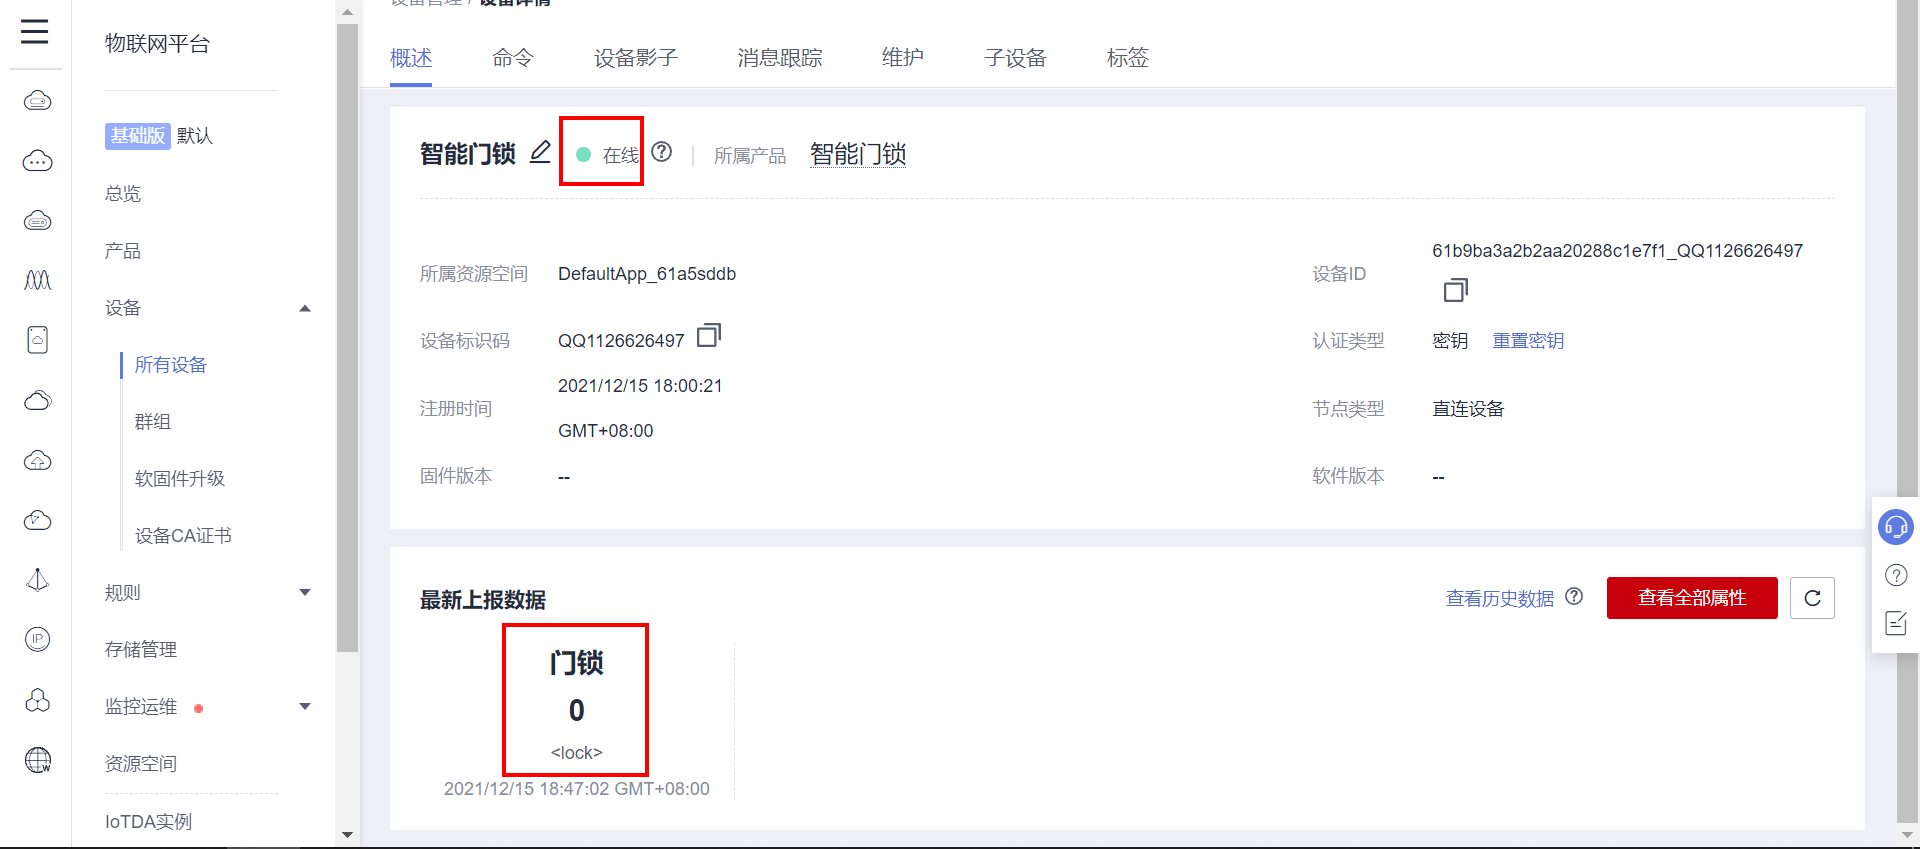 设备管理 / 设备详情
物联网平台
概述 命令 设备影子 消息跟踪 维护 子设备 标签
基础版 默认
总览
产品
设备
所有设备
群组
软固件升级
设备CA证书
规则
存储管理
监控运维
资源空间
IoTDA实例
智能门锁 在线 所属产品 智能门锁
所属资源空间 DefaultApp_61a5sddb
设备ID 61b9ba3a2b2aa20288c1e7f1_QQ1126626497
设备标识码 QQ1126626497
认证类型 密钥 重置密钥
注册时间 2021/12/15 18:00:21
GMT+08:00
节点类型 直连设备
固件版本 --
软件版本 --
最新上报数据 查看历史数据 查看全部属性
门锁
0
<lock>
2021/12/15 18:47:02 GMT+08:00
IP
W